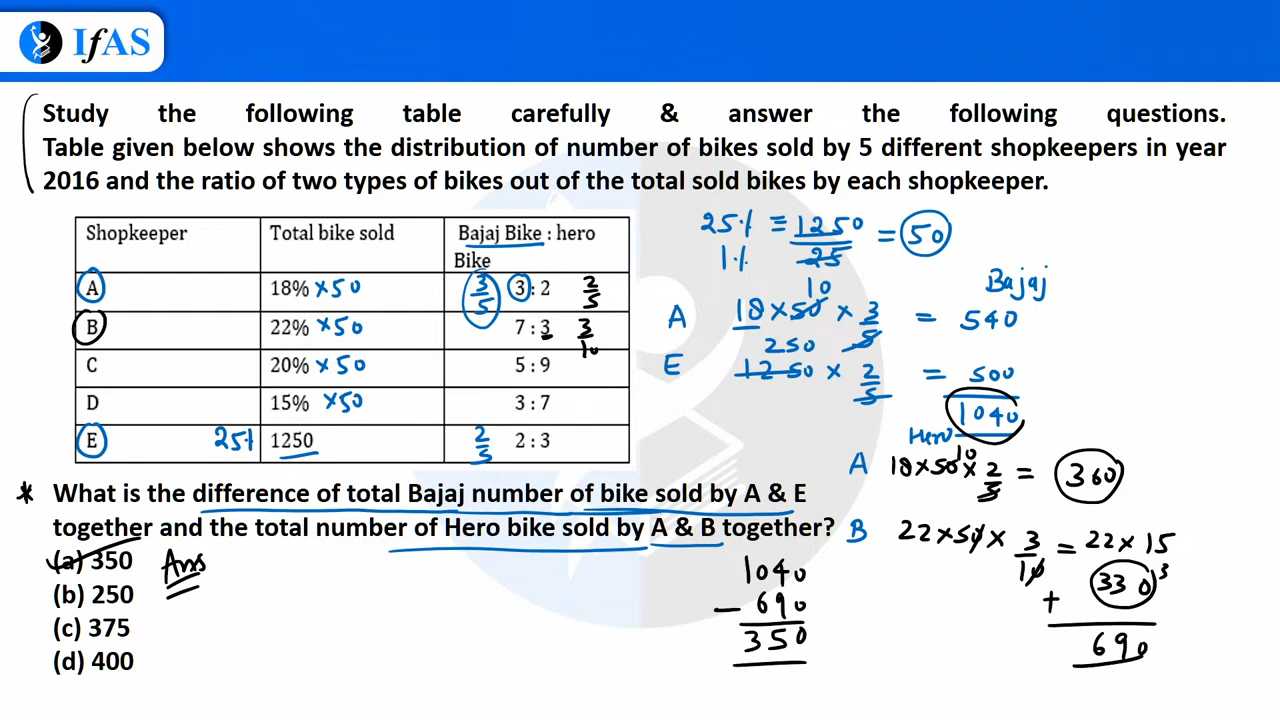 IfAS
Study the following table carefully & answer the following questions.
Table given below shows the distribution of number of bikes sold by 5 different shopkeepers in year
2016 and the ratio of two types of bikes out of the total sold bikes by each shopkeeper.
Shopkeeper Total bike sold Bajaj Bike : hero
Bike
A 18% ×50 3/5 3 : 2 2/5
B 22% ×50 7 : 3 3/10
C 20% ×50 5 : 9
D 15% ×50 3 : 7
E 25% 1250 2/5 2 : 3
25% ≡ 1250/25 = 50
1%
Bajaj
10
A 18×50 × 3/5 = 540
250
E 1250 × 2/5 = 500
1040
Hero
A 18×50 10 × 2/5 = 360
B 22×50 × 3/10 = 22×15
+ 330 3
690
What is the difference of total Bajaj number of bike sold by A & E
together and the total number of Hero bike sold by A & B together?
(a) 350 Ans
(b) 250
(c) 375
(d) 400
1040
- 690
350